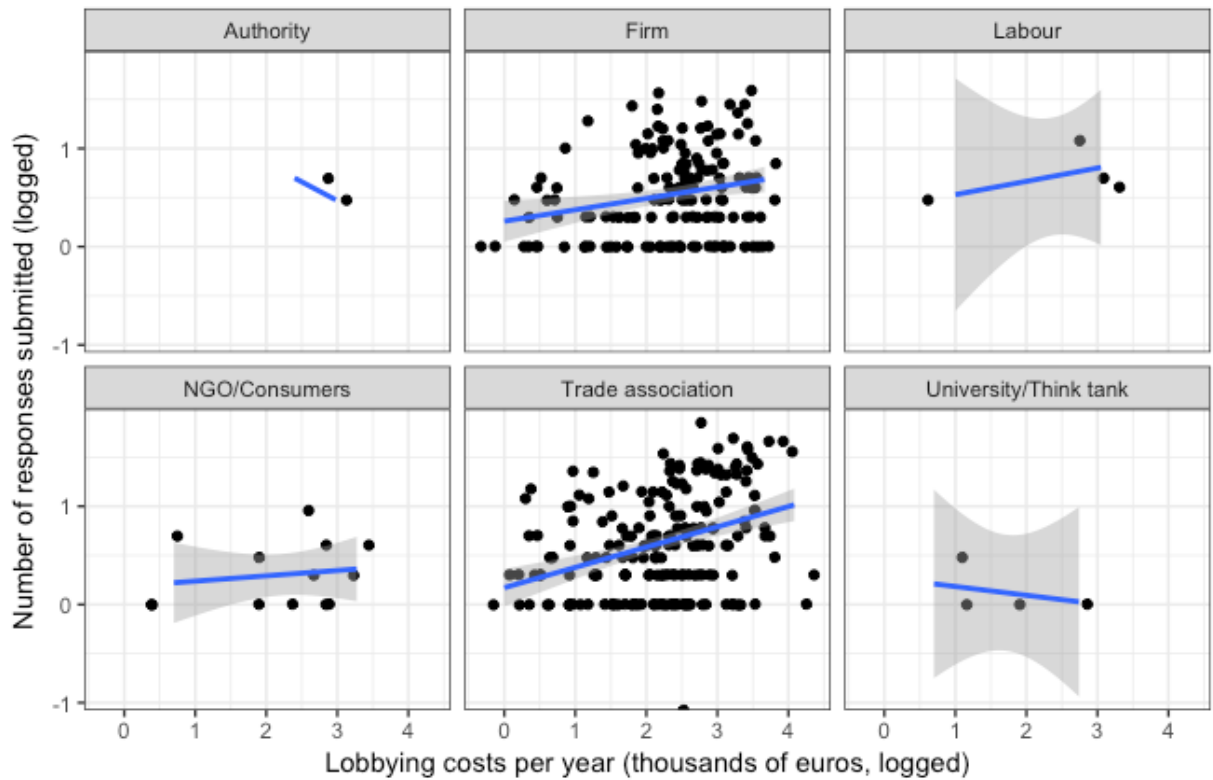 Authority
Firm
Labour
1
0
-1
NGO/Consumers
Trade association
University/Think tank
1
0
-1
0 1 2 3 4
0 1 2 3 4
0 1 2 3 4
Number of responses submitted (logged)
Lobbying costs per year (thousands of euros, logged)